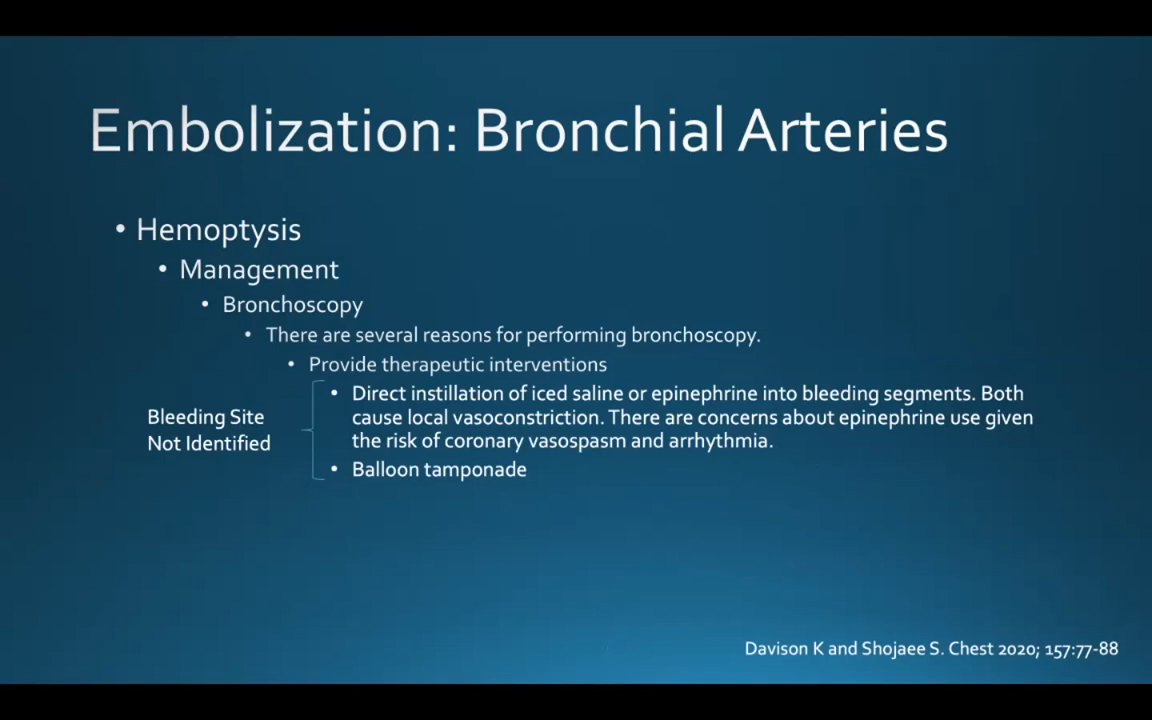 Embolization: Bronchial Arteries
• Hemoptysis
• Management
• Bronchoscopy
• There are several reasons for performing bronchoscopy.
• Provide therapeutic interventions
• Direct instillation of iced saline or epinephrine into bleeding segments. Both
cause local vasoconstriction. There are concerns about epinephrine use given
the risk of coronary vasospasm and arrhythmia.
• Balloon tamponade
Bleeding Site
Not Identified
Davison K and Shojaee S. Chest 2020; 157:77-88